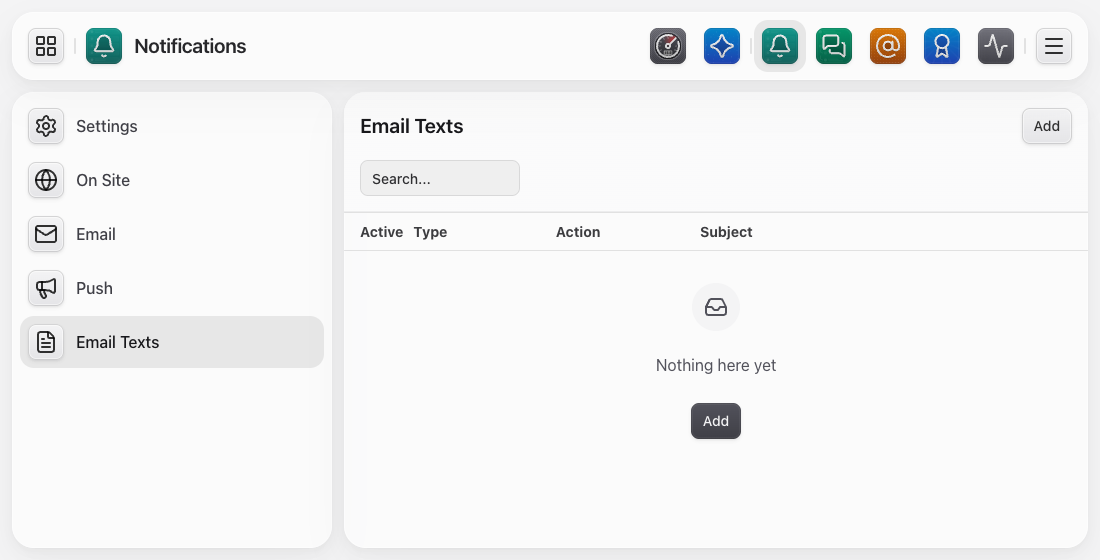 Notifications
Settings
On Site
Email
Push
Email Texts
Email Texts
Add
Search...
Active Type Action Subject
Nothing here yet
Add